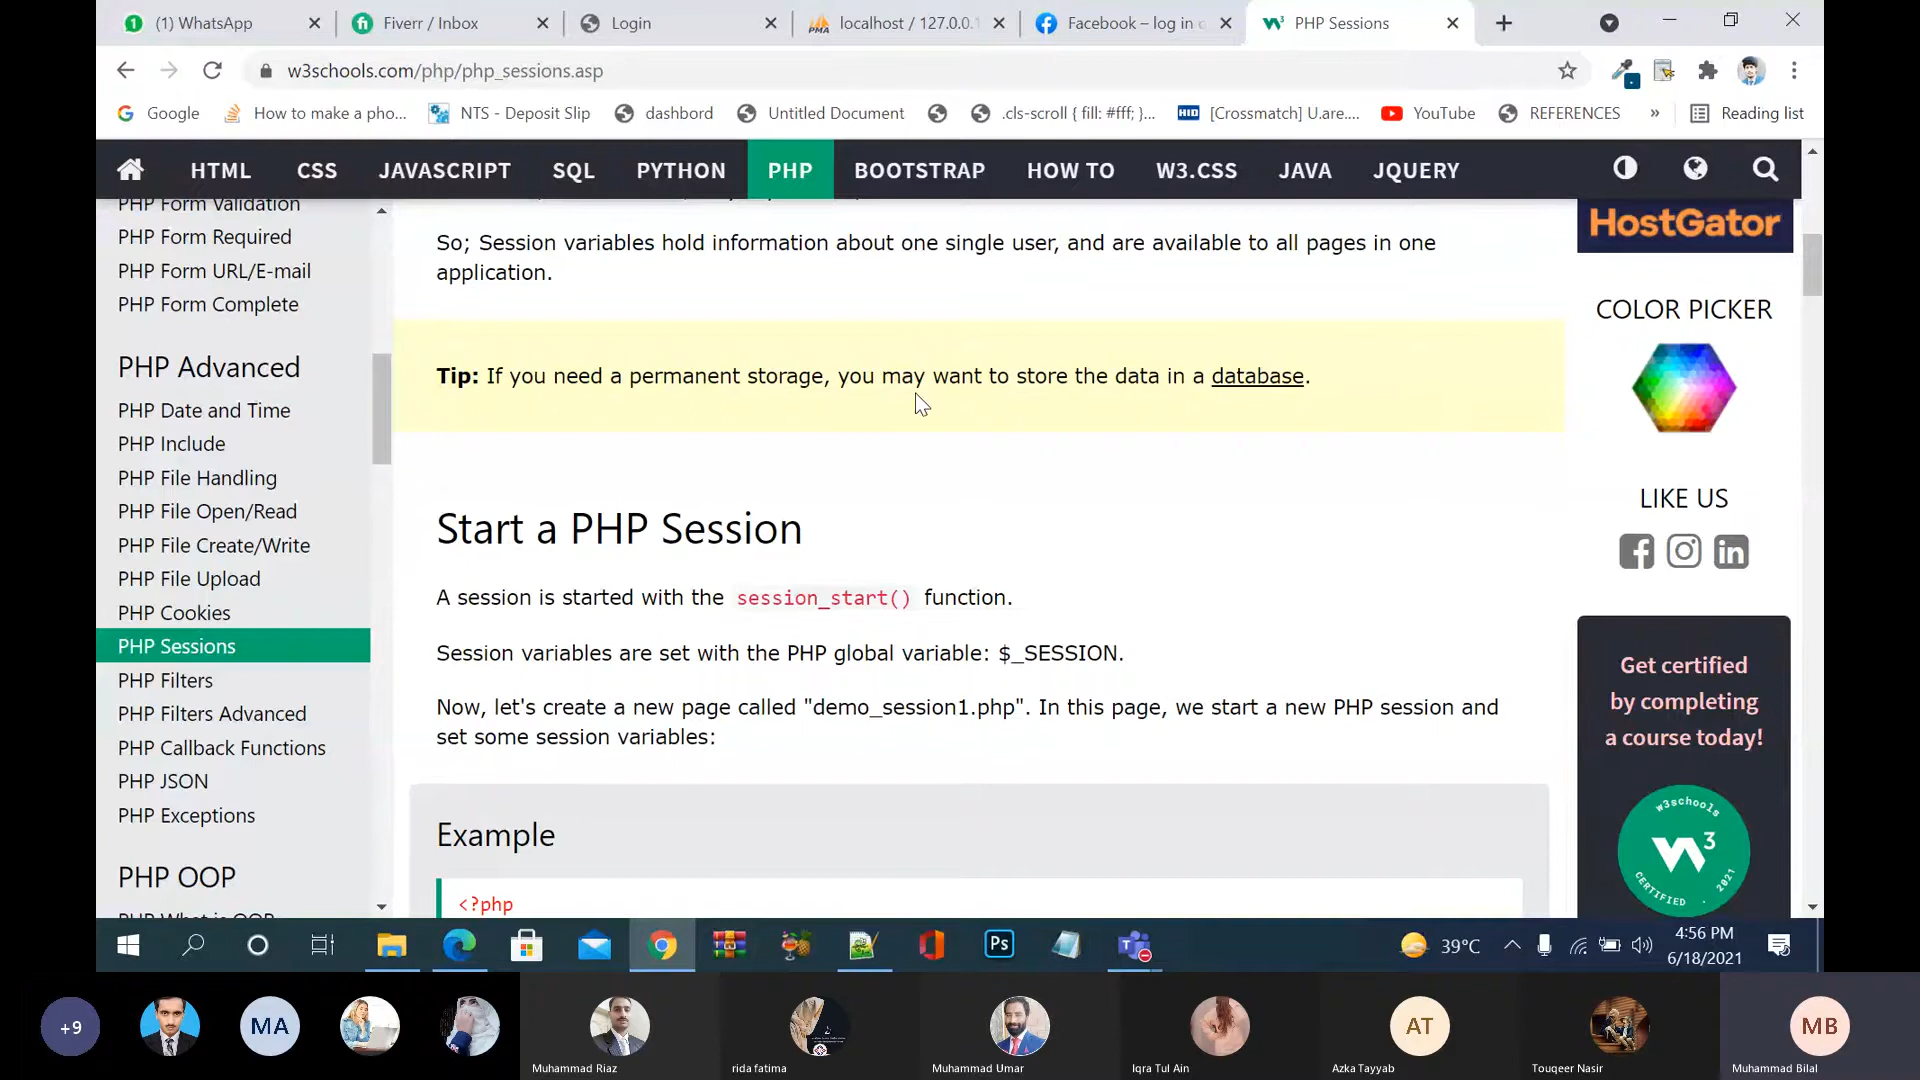 (1) WhatsApp
Fiverr / Inbox
Login
localhost / 127.0.0.1
Facebook – log in o
PHP Sessions
w3schools.com/php/php_sessions.asp
Google
How to make a pho...
NTS - Deposit Slip
dashbord
Untitled Document
.cls-scroll { fill: #fff; }...
HID
[Crossmatch] U.are....
YouTube
REFERENCES
»
Reading list
HTML
CSS
JAVASCRIPT
SQL
PYTHON
PHP
BOOTSTRAP
HOW TO
W3.CSS
JAVA
JQUERY
PHP Form Validation
PHP Form Required
PHP Form URL/E-mail
PHP Form Complete
PHP Advanced
PHP Date and Time
PHP Include
PHP File Handling
PHP File Open/Read
PHP File Create/Write
PHP File Upload
PHP Cookies
PHP Sessions
PHP Filters
PHP Filters Advanced
PHP Callback Functions
PHP JSON
PHP Exceptions
PHP OOP
PHP What is OOP
So; Session variables hold information about one single user, and are available to all pages in one
application.
Tip: If you need a permanent storage, you may want to store the data in a database.
Start a PHP Session
A session is started with the session_start() function.
Session variables are set with the PHP global variable: $_SESSION.
Now, let's create a new page called "demo_session1.php". In this page, we start a new PHP session and
set some session variables:
Example
<?php
HostGator
COLOR PICKER
LIKE US
Get certified
by completing
a course today!
w3schools
CERTIFIED . 2021
Ps
39°C
4:56 PM
6/18/2021
+9
MA
Muhammad Riaz
rida fatima
Muhammad Umar
Iqra Tul Ain
AT
Azka Tayyab
Touqeer Nasir
MB
Muhammad Bilal